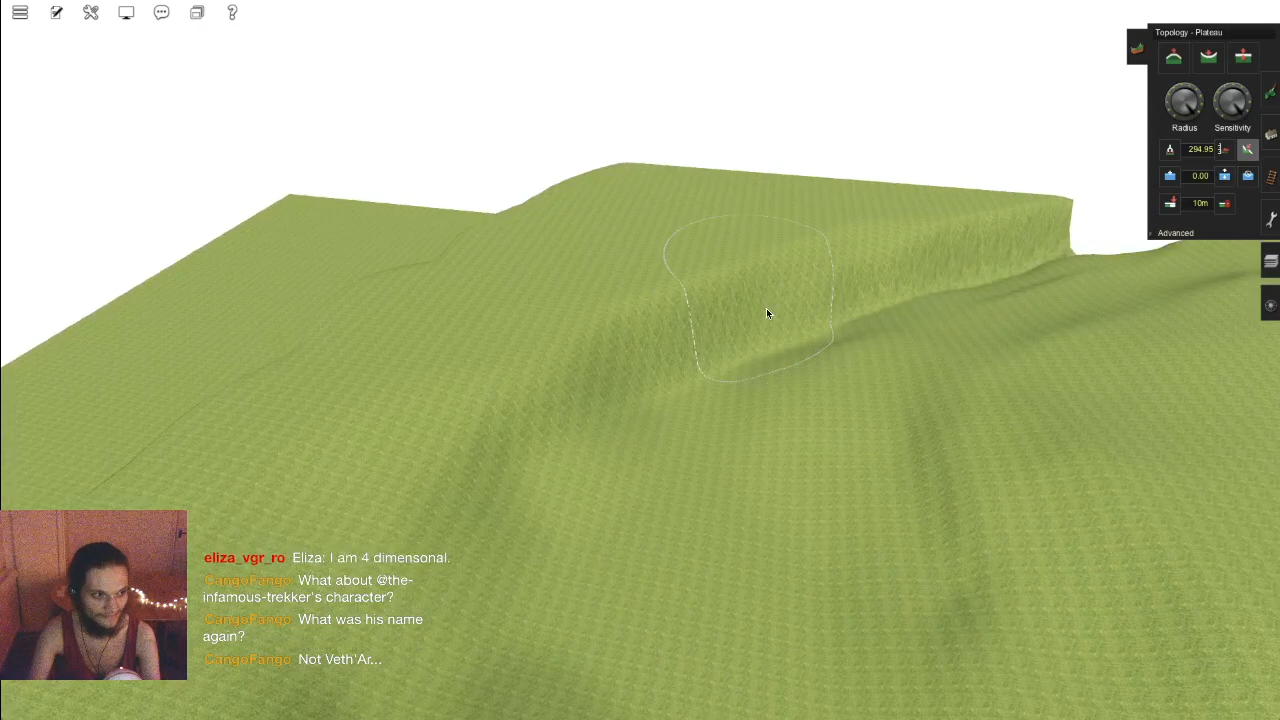 Topology - Plateau
Radius
Sensitivity
294.95
0.00
10m
Advanced
eliza_vgr_ro Eliza: I am 4 dimensonal.
CangoFango What about @the-
infamous-trekker's character?
CangoFango What was his name
again?
CangoFango Not Veth'Ar...